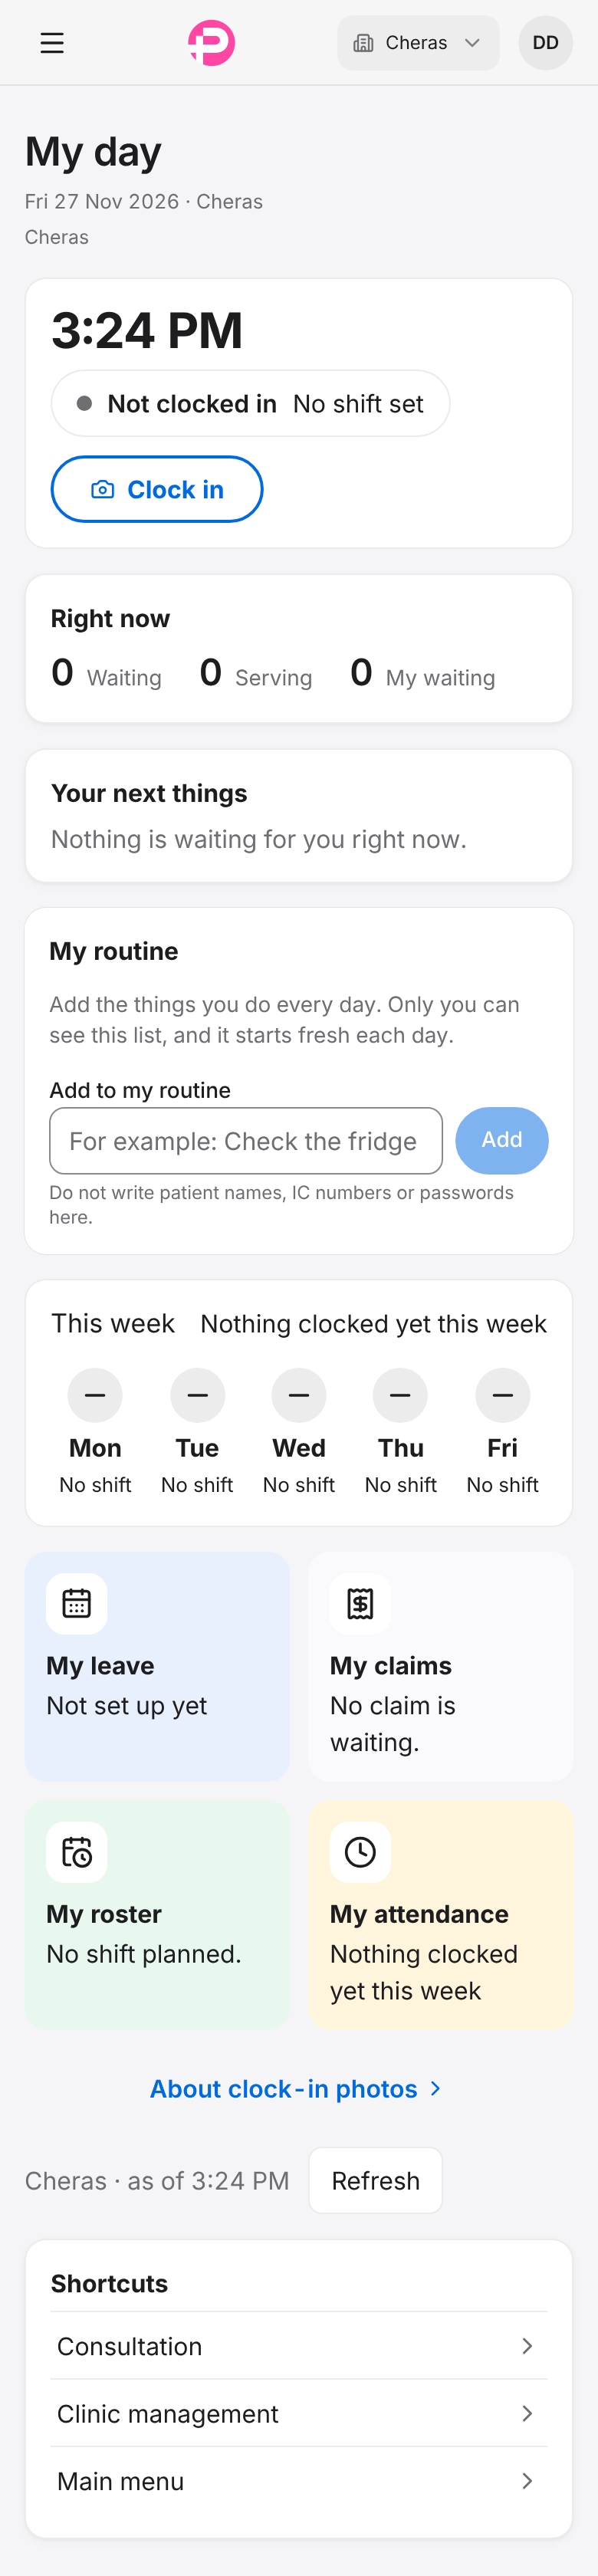 Cheras
DD
My day
Fri 27 Nov 2026 · Cheras
Cheras
3:24 PM
Not clocked in No shift set
Clock in
Right now
0 Waiting 0 Serving 0 My waiting
Your next things
Nothing is waiting for you right now.
My routine
Add the things you do every day. Only you can
see this list, and it starts fresh each day.
Add to my routine
For example: Check the fridge
Add
Do not write patient names, IC numbers or passwords
here.
This week Nothing clocked yet this week
Mon Tue Wed Thu Fri
No shift No shift No shift No shift No shift
My leave
Not set up yet
My claims
No claim is
waiting.
My roster
No shift planned.
My attendance
Nothing clocked
yet this week
About clock-in photos
Cheras · as of 3:24 PM
Refresh
Shortcuts
Consultation
Clinic management
Main menu